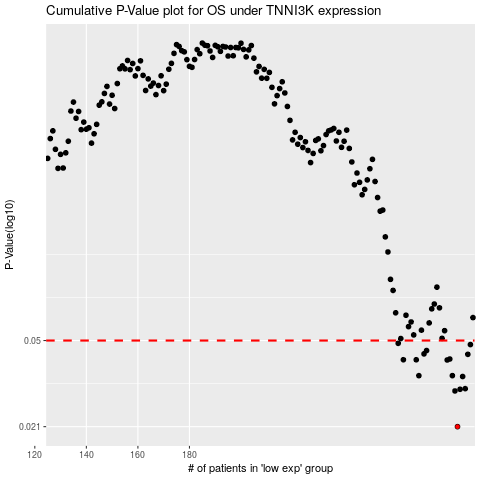 Cumulative P-Value plot for OS under TNNI3K expression
P-Value(log10)
0.05
0.021
120 140 160 180
# of patients in 'low exp' group